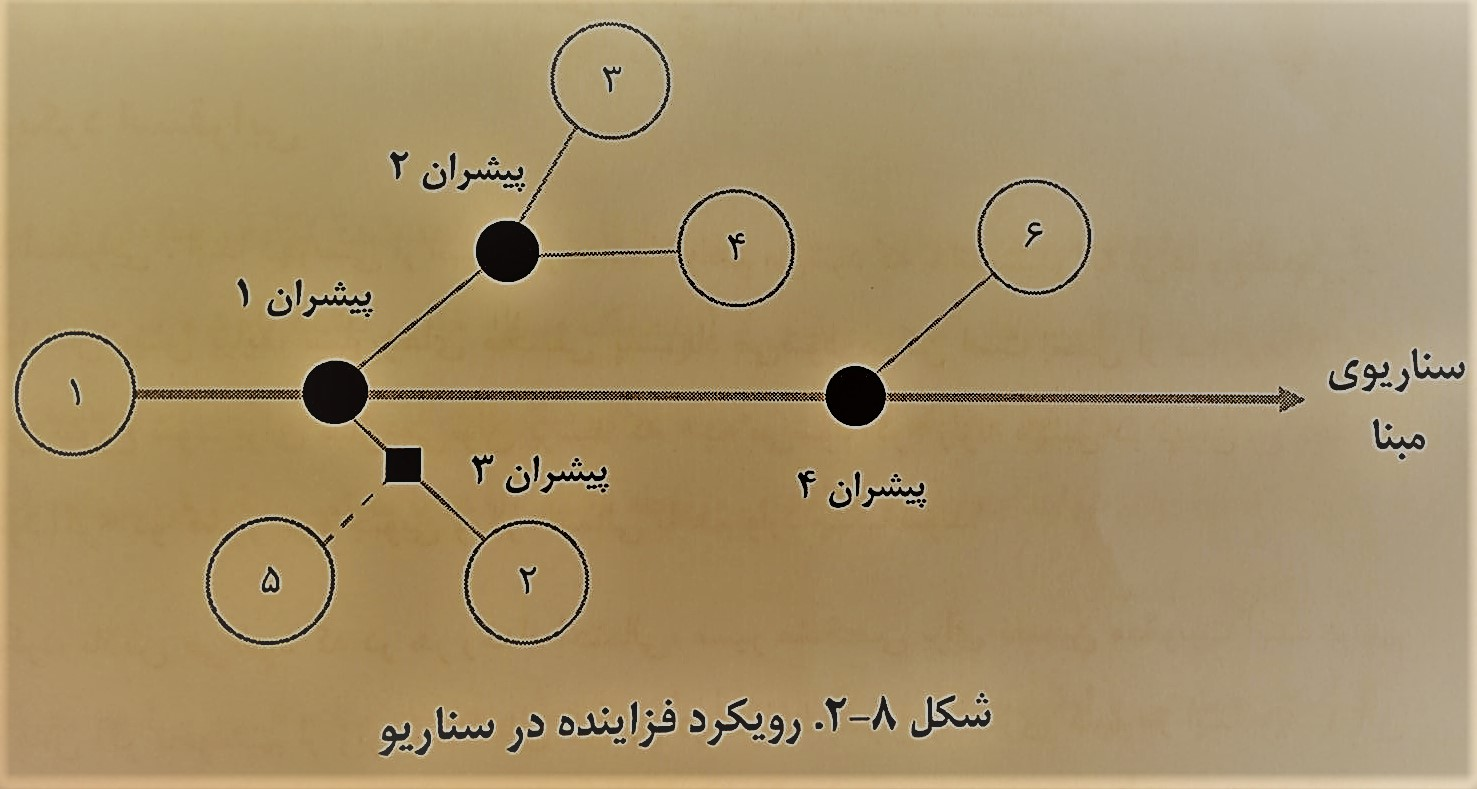 ۳
پیشران ۲
۴
۶
پیشران ۱
۱
سناریوی
مبنا
پیشران ۳
پیشران ۴
۵
۲
شکل ۸-۲. رویکرد فزاینده در سناریو